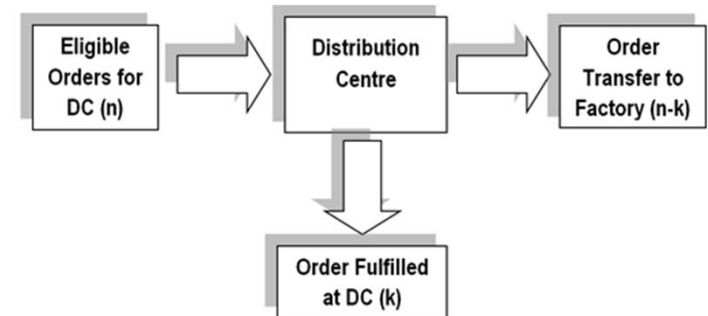 Eligible
Orders for
DC (n)
Distribution
Centre
Order
Transfer to
Factory (n-k)
Order Fulfilled
at DC (k)